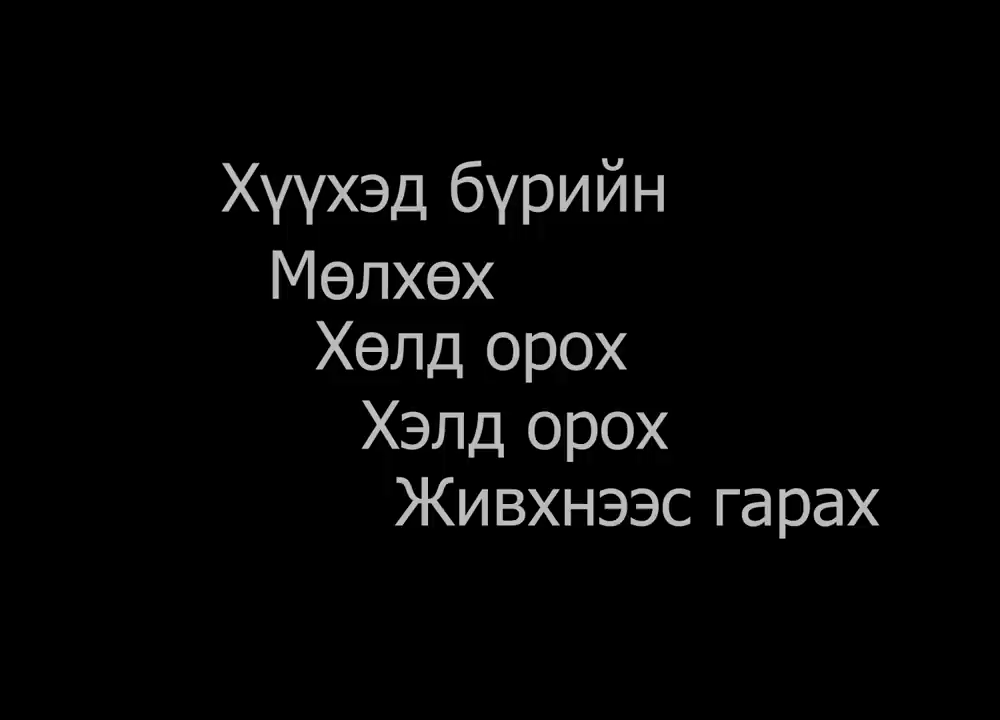 Хүүхэд бүрийн
Мөлхөх
Хөлд орох
Хэлд орох
Живхнээс гарах